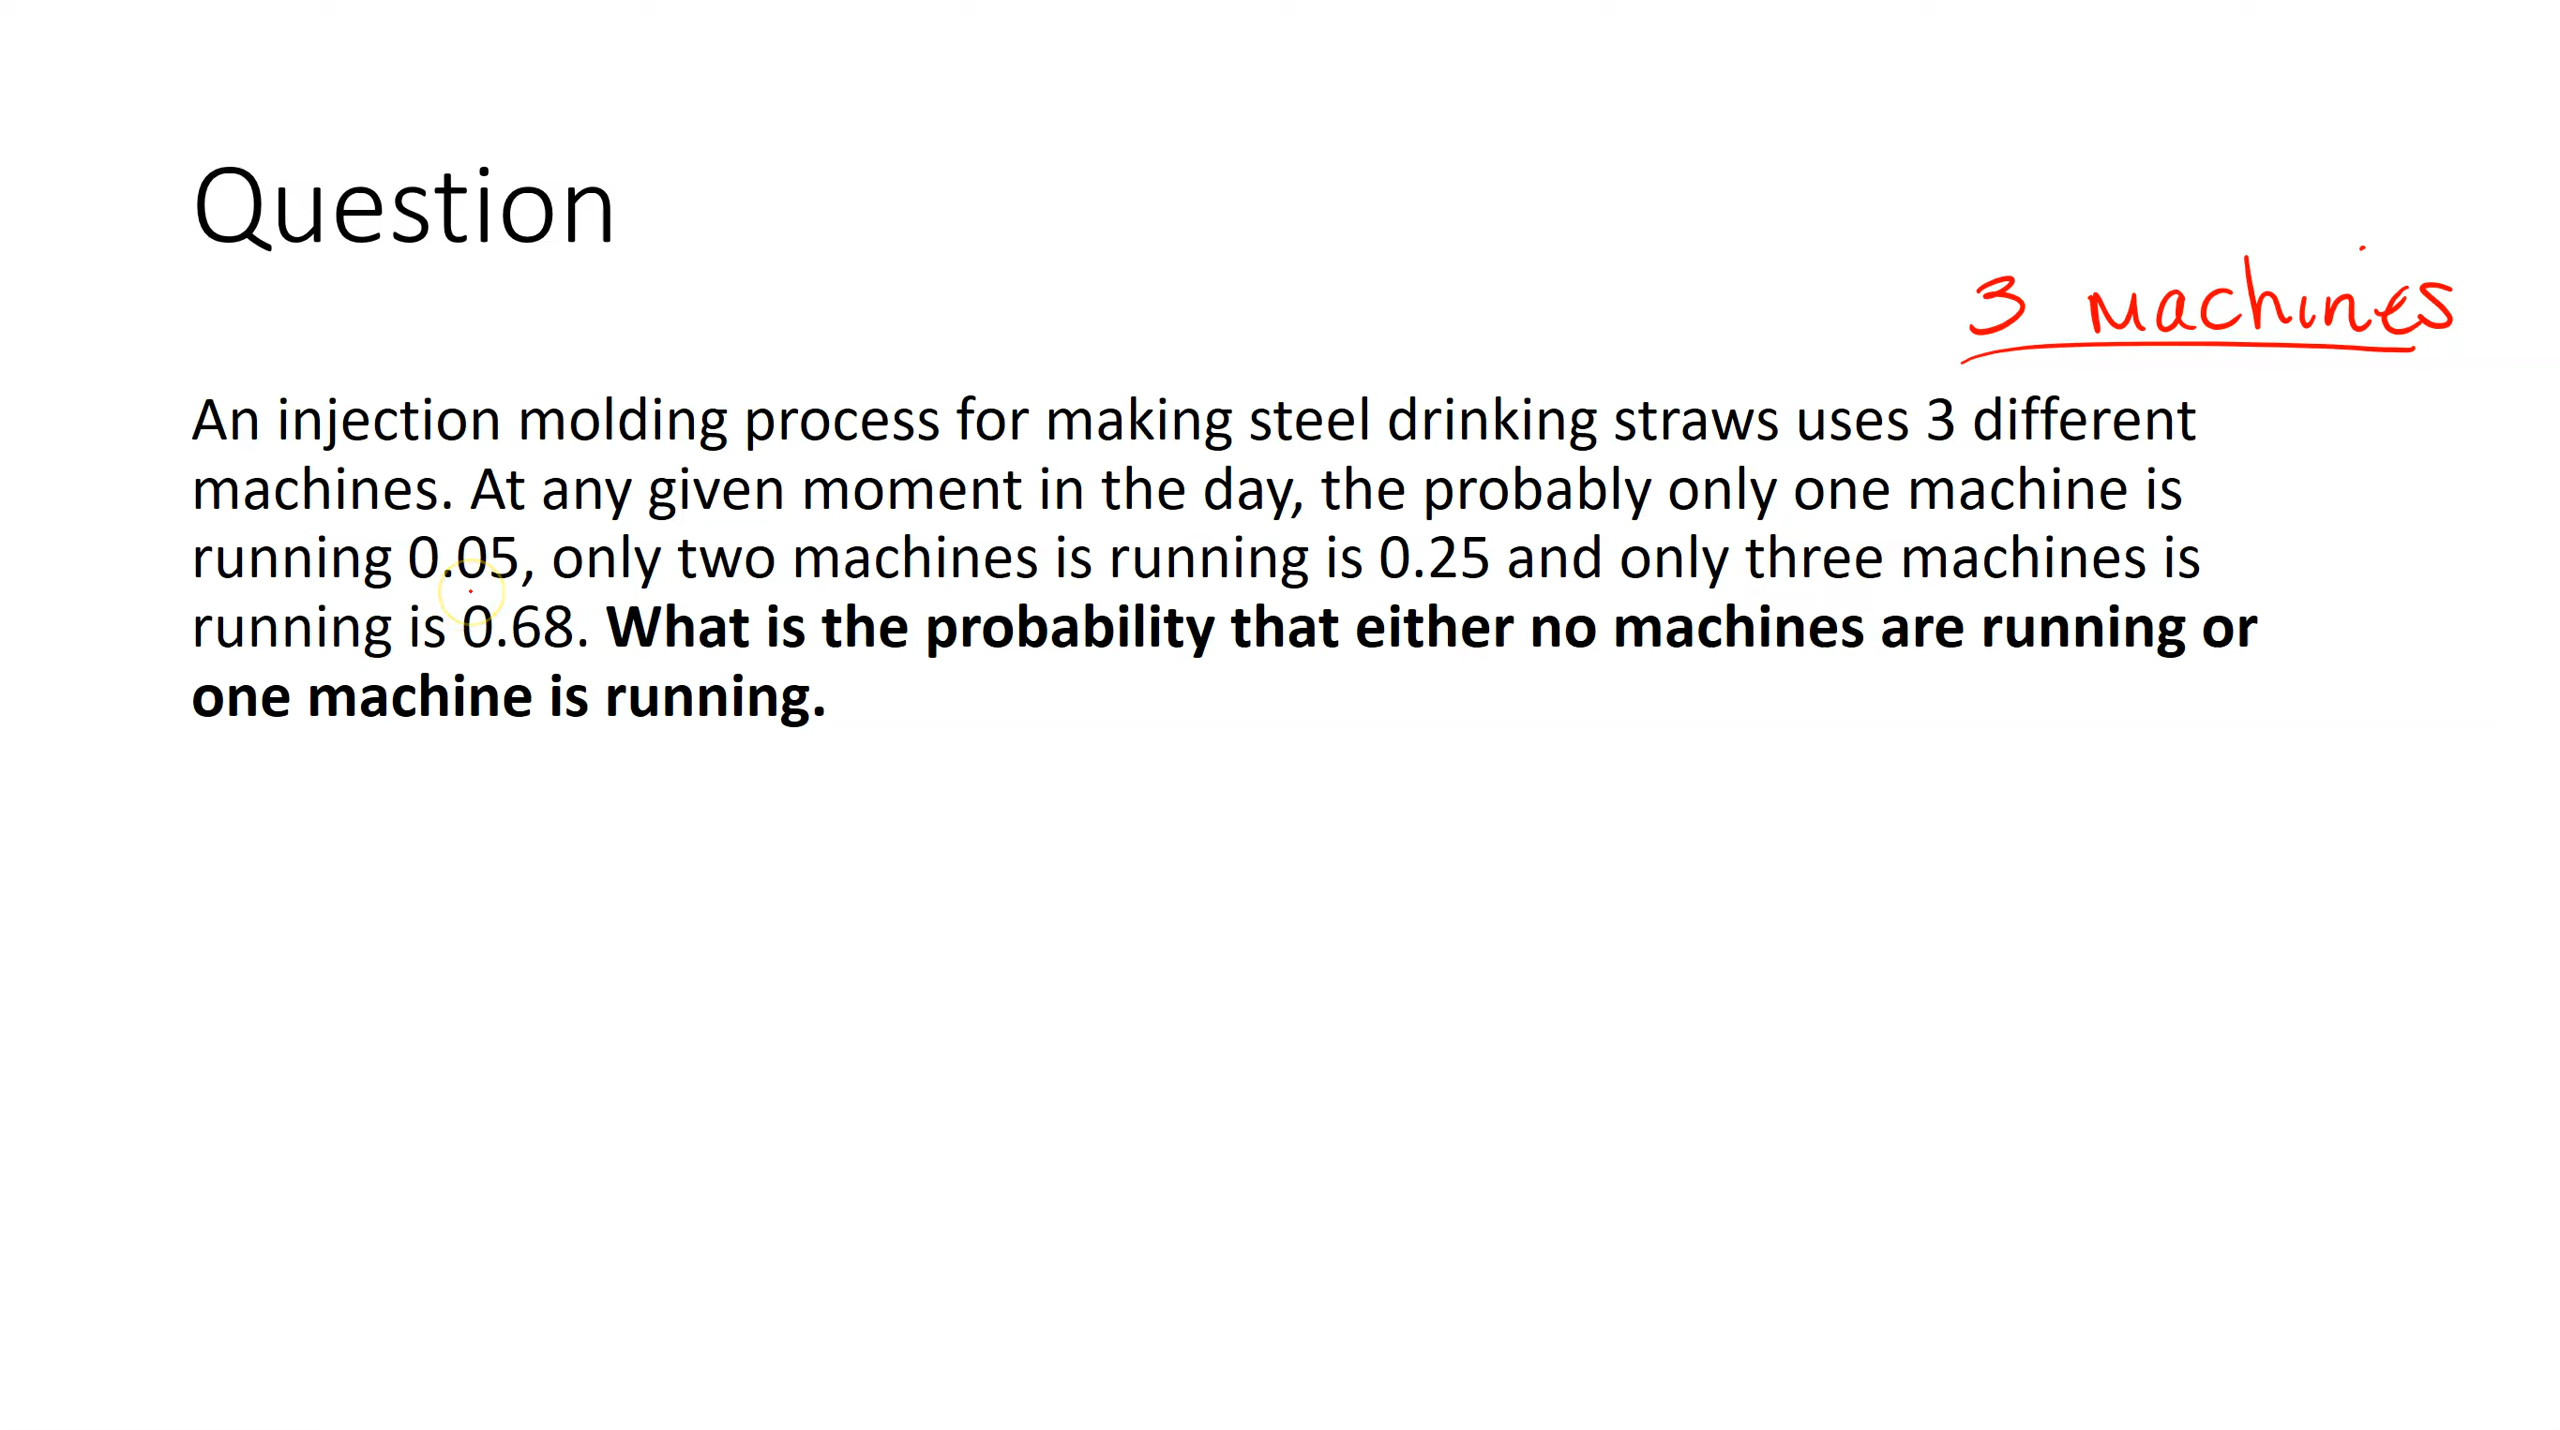 Question
3 machines
An injection molding process for making steel drinking straws uses 3 different
machines. At any given moment in the day, the probably only one machine is
running 0.05, only two machines is running is 0.25 and only three machines is
running is 0.68. What is the probability that either no machines are running or
one machine is running.